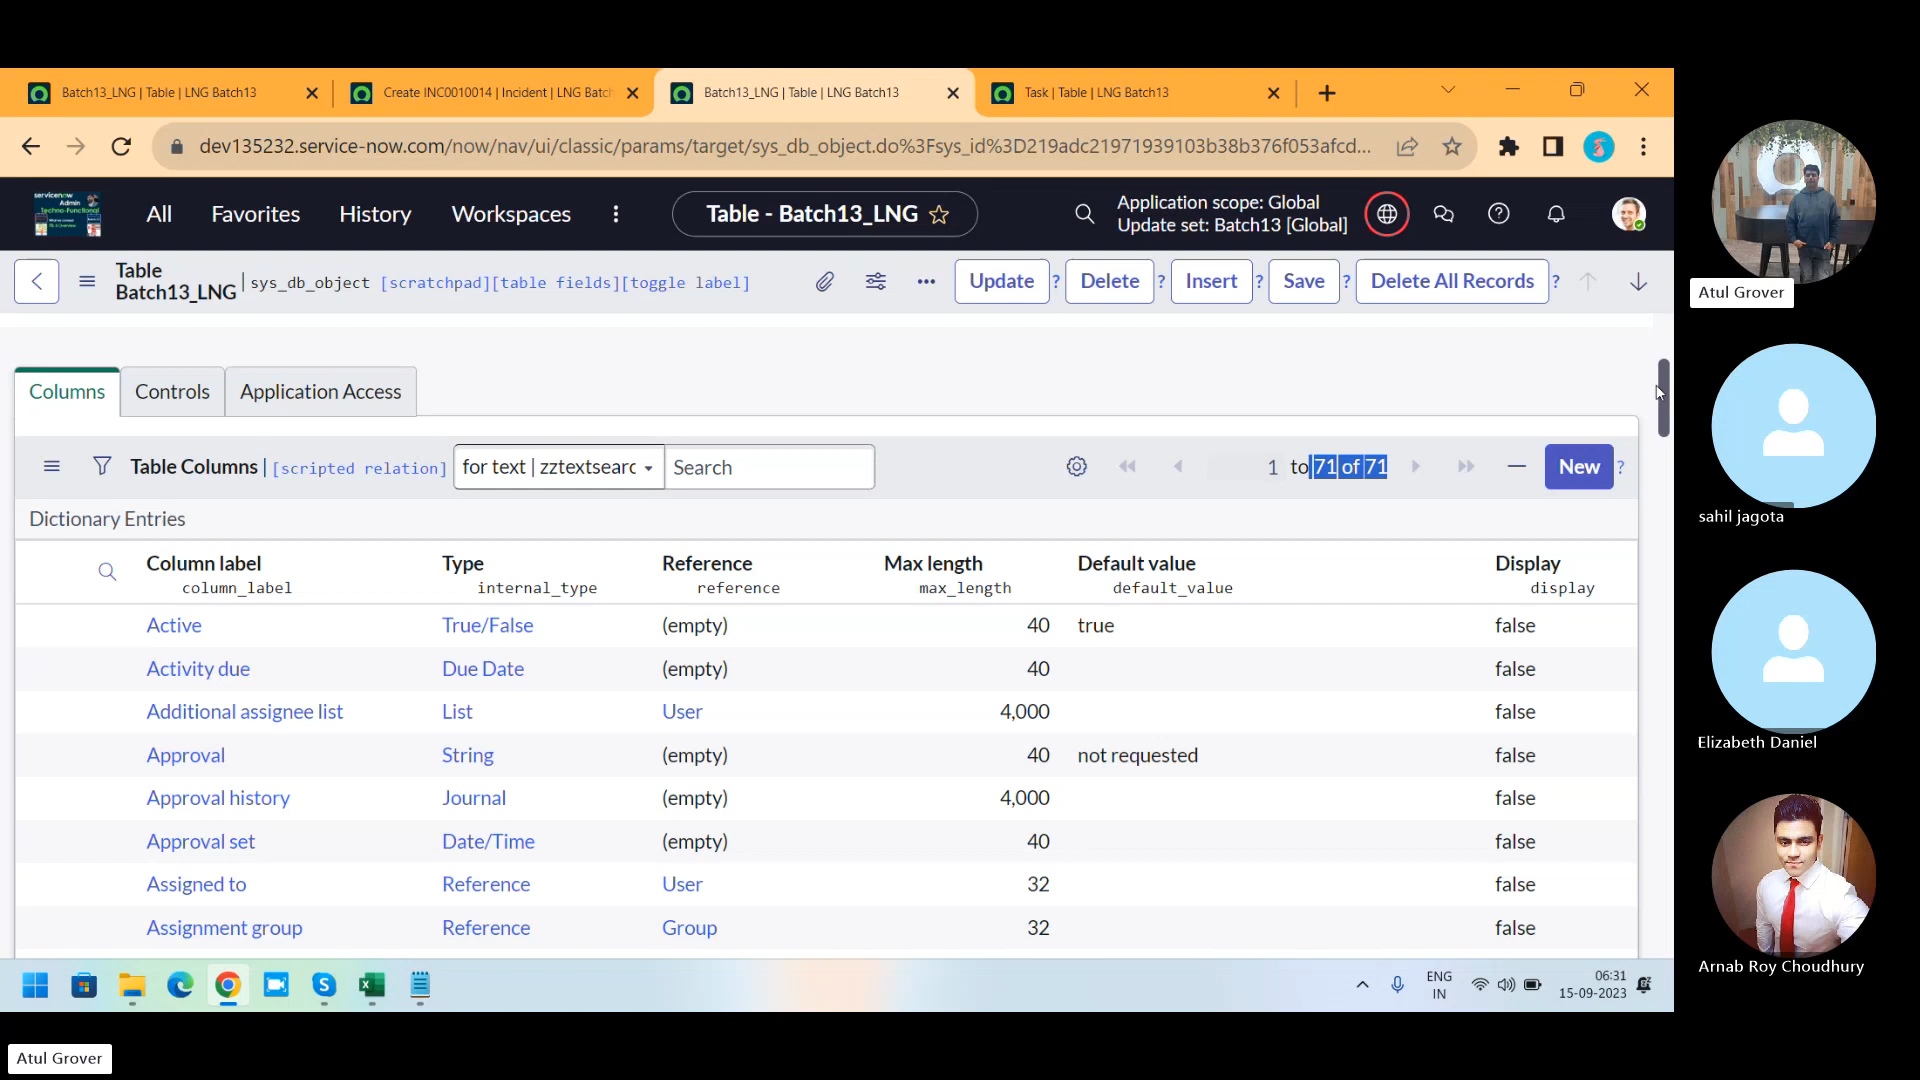 Batch13_LNG | Table | LNG Batch13
Create INC0010014 | Incident | LNG Batc
Batch13_LNG | Table | LNG Batch13
Task | Table | LNG Batch13
dev135232.service-now.com/now/nav/ui/classic/params/target/sys_db_object.do%3Fsys_id%3D219adc21971939103b38b376f053afcd...
servicenow
Admin
Techno-Functional
All
Favorites
History
Workspaces
Table - Batch13_LNG
Application scope: Global
Update set: Batch13 [Global]
Table
Batch13_LNG
sys_db_object [scratchpad][table fields][toggle label]
Update ?
Delete ?
Insert ?
Save ?
Delete All Records ?
Columns
Controls
Application Access
Table Columns | [scripted relation]
for text | zztextsearc
Search
1 to 71 of 71
New ?
Dictionary Entries
Column label Type Reference Max length Default value Display
column_label internal_type reference max_length default_value display
Active True/False (empty) 40 true false
Activity due Due Date (empty) 40 false
Additional assignee list List User 4,000 false
Approval String (empty) 40 not requested false
Approval history Journal (empty) 4,000 false
Approval set Date/Time (empty) 40 false
Assigned to Reference User 32 false
Assignment group Reference Group 32 false
ENG
IN
06:31
15-09-2023
Atul Grover
sahil jagota
Elizabeth Daniel
Arnab Roy Choudhury
Atul Grover